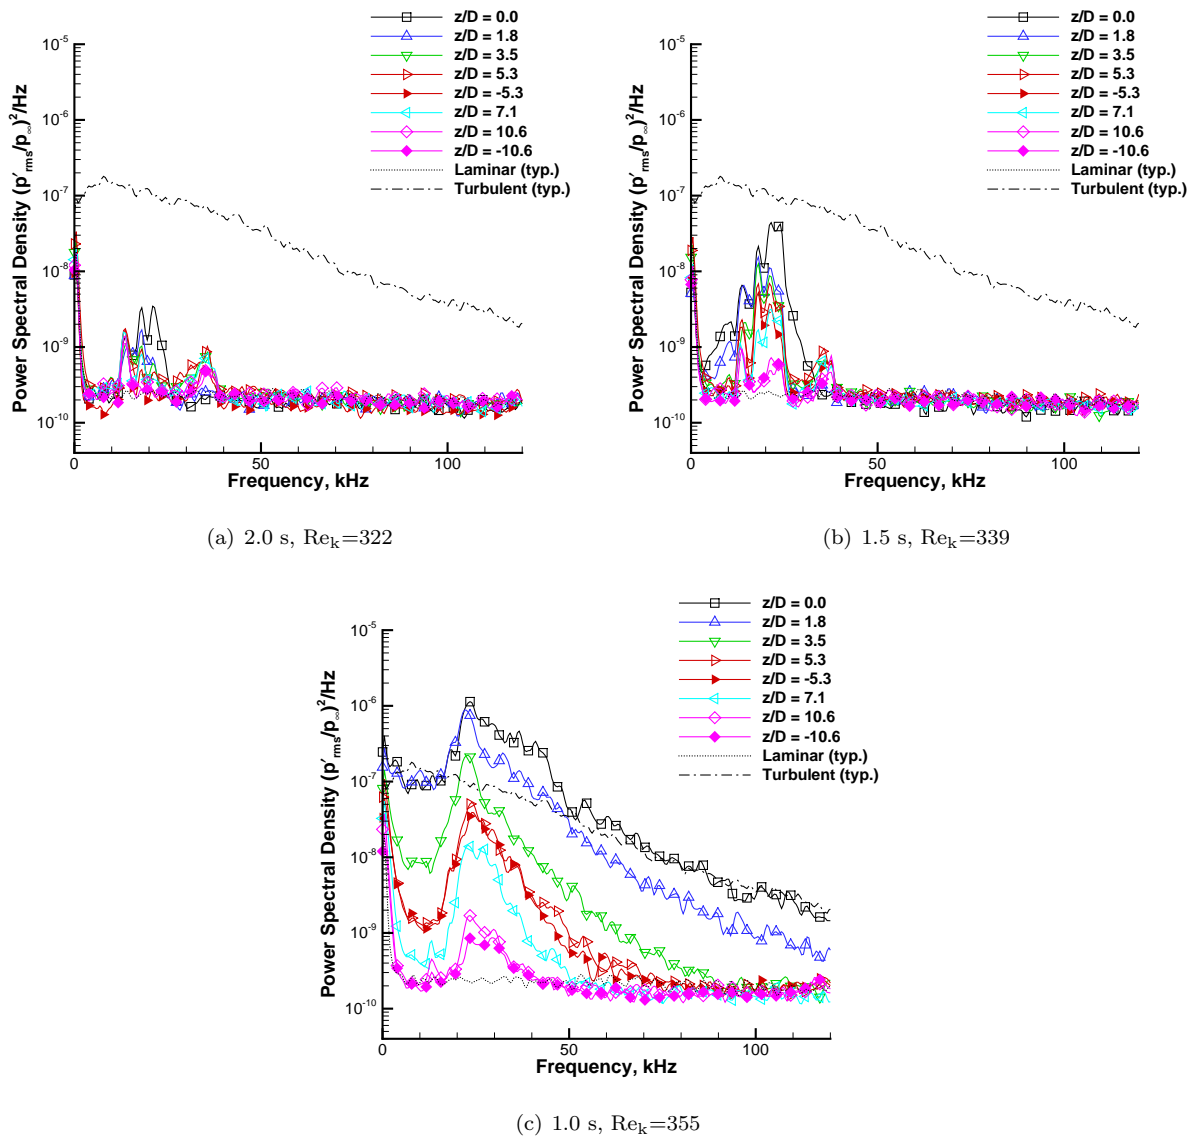 z/D = 0.0
z/D = 1.8
z/D = 3.5
z/D = 5.3
z/D = -5.3
z/D = 7.1
z/D = 10.6
z/D = -10.6
Laminar (typ.)
Turbulent (typ.)
10⁻⁵
10⁻⁶
10⁻⁷
10⁻⁸
10⁻⁹
10⁻¹⁰
Power Spectral Density (p′rms/p∞)²/Hz
0
50
100
Frequency, kHz
(a) 2.0 s, Reₖ=322
z/D = 0.0
z/D = 1.8
z/D = 3.5
z/D = 5.3
z/D = -5.3
z/D = 7.1
z/D = 10.6
z/D = -10.6
Laminar (typ.)
Turbulent (typ.)
10⁻⁵
10⁻⁶
10⁻⁷
10⁻⁸
10⁻⁹
10⁻¹⁰
Power Spectral Density (p′rms/p∞)²/Hz
0
50
100
Frequency, kHz
(b) 1.5 s, Reₖ=339
z/D = 0.0
z/D = 1.8
z/D = 3.5
z/D = 5.3
z/D = -5.3
z/D = 7.1
z/D = 10.6
z/D = -10.6
Laminar (typ.)
Turbulent (typ.)
10⁻⁵
10⁻⁶
10⁻⁷
10⁻⁸
10⁻⁹
10⁻¹⁰
Power Spectral Density (p′rms/p∞)²/Hz
0
50
100
Frequency, kHz
(c) 1.0 s, Reₖ=355